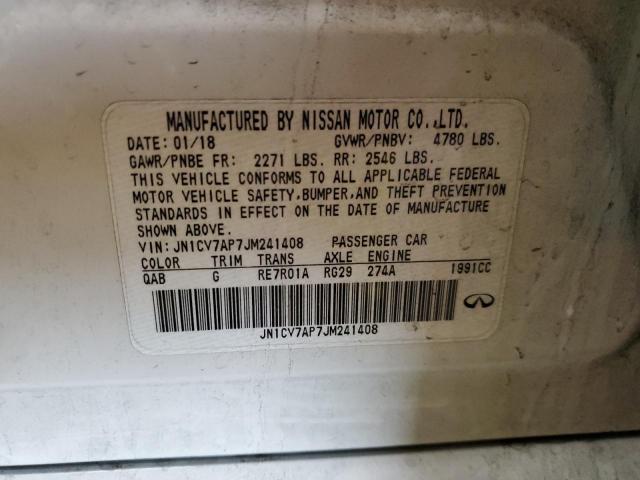 MANUFACTURED BY NISSAN MOTOR CO.,LTD.
DATE: 01/18 GVWR/PNBV: 4780 LBS.
GAWR/PNBE FR: 2271 LBS. RR: 2546 LBS.
THIS VEHICLE CONFORMS TO ALL APPLICABLE FEDERAL
MOTOR VEHICLE SAFETY,BUMPER,AND THEFT PREVENTION
STANDARDS IN EFFECT ON THE DATE OF MANUFACTURE
SHOWN ABOVE.
VIN: JN1CV7AP7JM241408 PASSENGER CAR
COLOR TRIM TRANS AXLE ENGINE
QAB G RE7R01A RG29 274A 1991CC
JN1CV7AP7JM241408